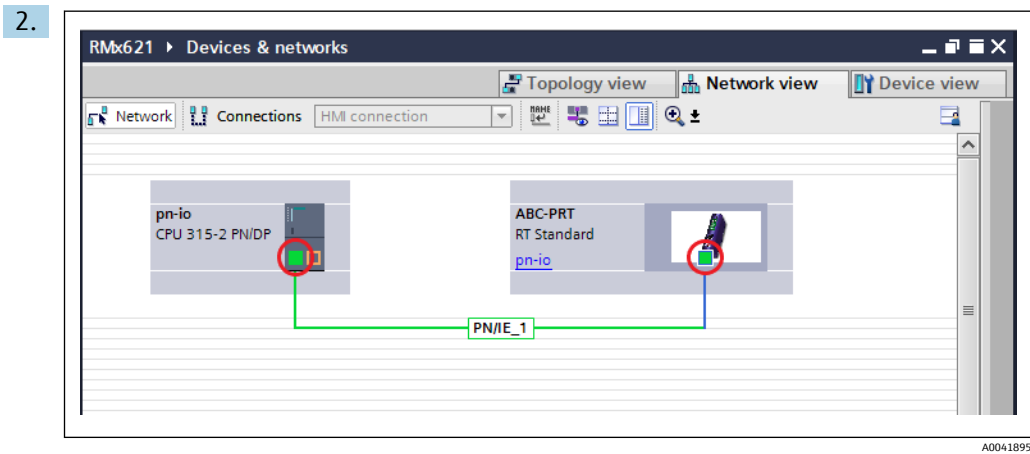 2.
RMx621 ▸ Devices & networks
Topology view
Network view
Device view
Network
Connections
HMI connection
NAME
pn-io
CPU 315-2 PN/DP
ABC-PRT
RT Standard
pn-io
PN/IE_1
A0041895